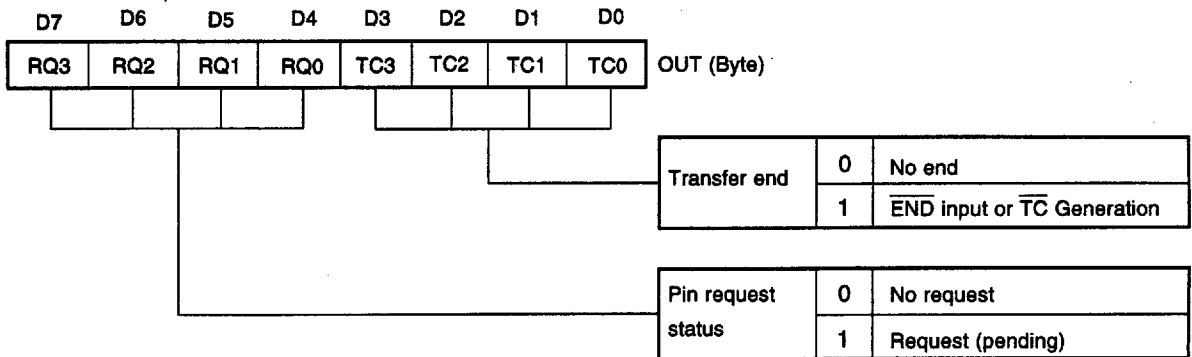 D7 D6 D5 D4 D3 D2 D1 D0
RQ3 RQ2 RQ1 RQ0 TC3 TC2 TC1 TC0 OUT (Byte)
Transfer end 0 No end
1 END input or TC Generation
Pin request status 0 No request
1 Request (pending)